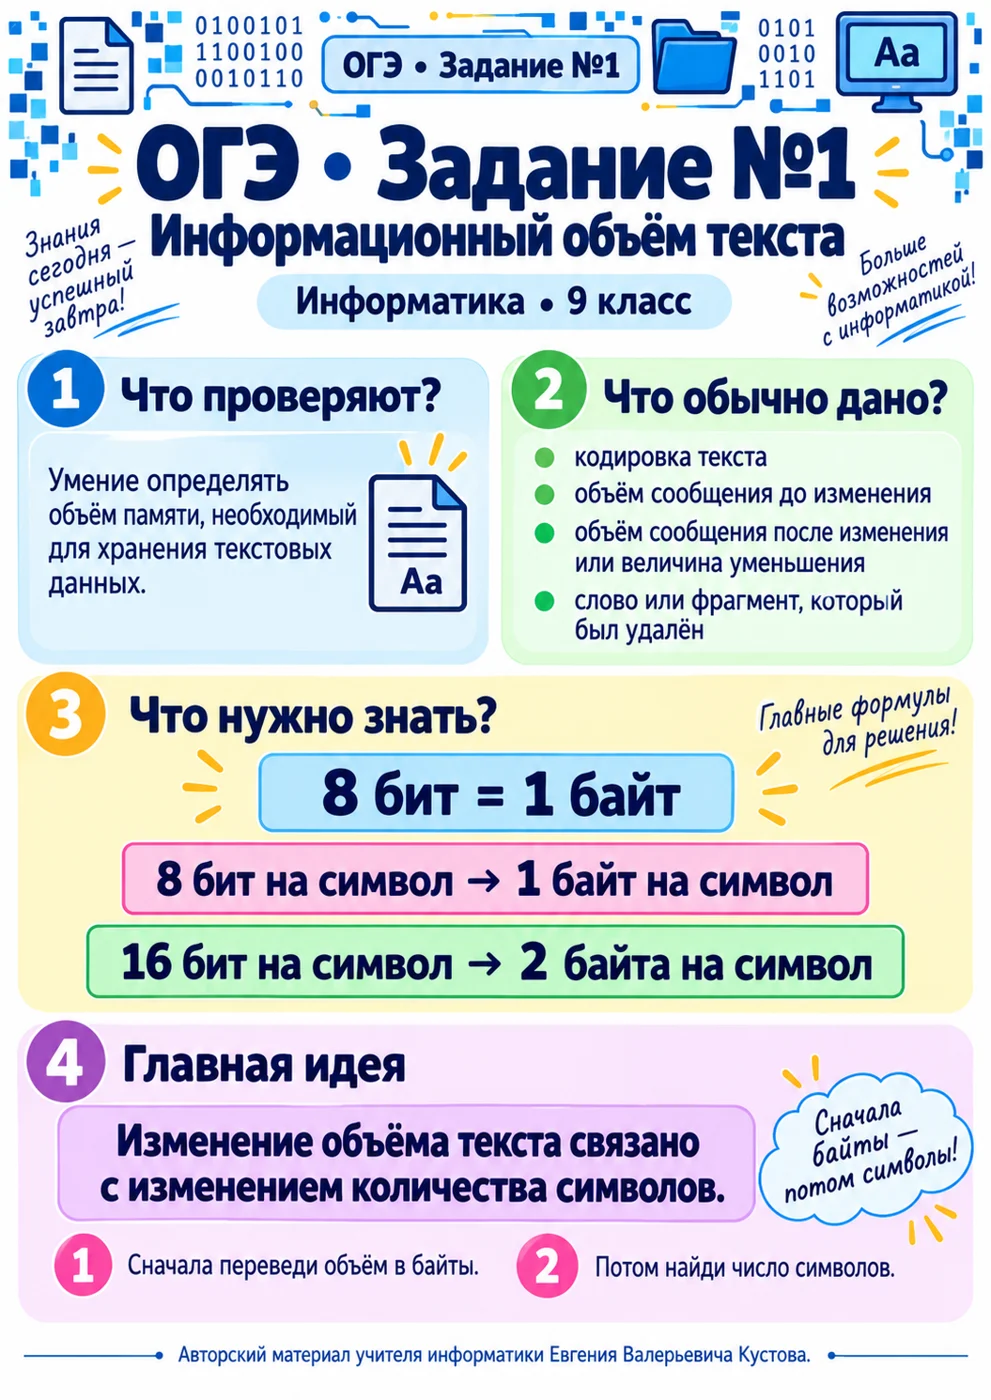 0100101
1100100
0010110
ОГЭ • Задание №1
0101
0010
1101
Aa
ОГЭ • Задание №1
Информационный объём текста
Информатика • 9 класс
Знания
сегодня –
успешный
завтра!
Больше
возможностей
с информатикой!
1 Что проверяют?
Умение определять
объём памяти, необходимый
для хранения текстовых
данных.
Aa
2 Что обычно дано?
кодировка текста
объём сообщения до изменения
объём сообщения после изменения
или величина уменьшения
слово или фрагмент, который
был удалён
3 Что нужно знать?
Главные формулы
для решения!
8 бит = 1 байт
8 бит на символ → 1 байт на символ
16 бит на символ → 2 байта на символ
4 Главная идея
Изменение объёма текста связано
с изменением количества символов.
Сначала
байты –
потом символы!
1 Сначала переведи объём в байты.
2 Потом найди число символов.
Авторский материал учителя информатики Евгения Валерьевича Кустова.